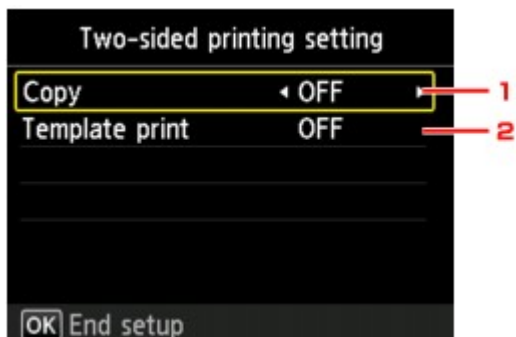 Two-sided printing setting
Copy OFF 1
Template print OFF 2
OK End setup